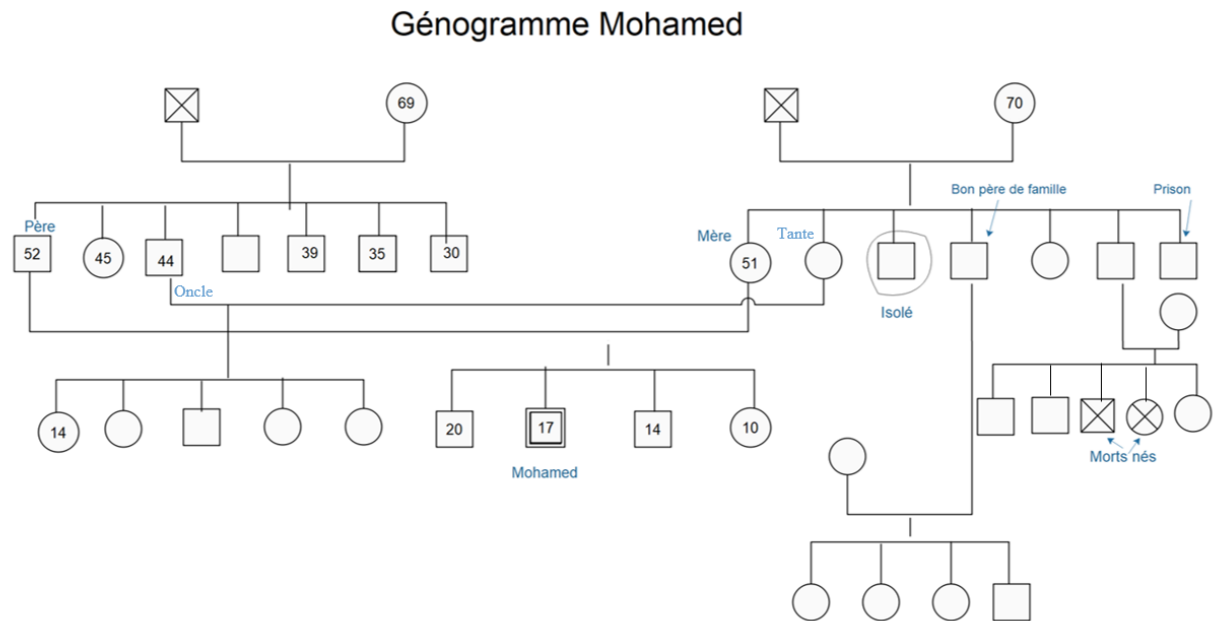 Génogramme Mohamed
69
70
Bon père de famille
Prison
Père
Mère
Tante
52
45
44
39
35
30
51
Oncle
Isolé
14
20
17
14
10
Mohamed
Morts nés